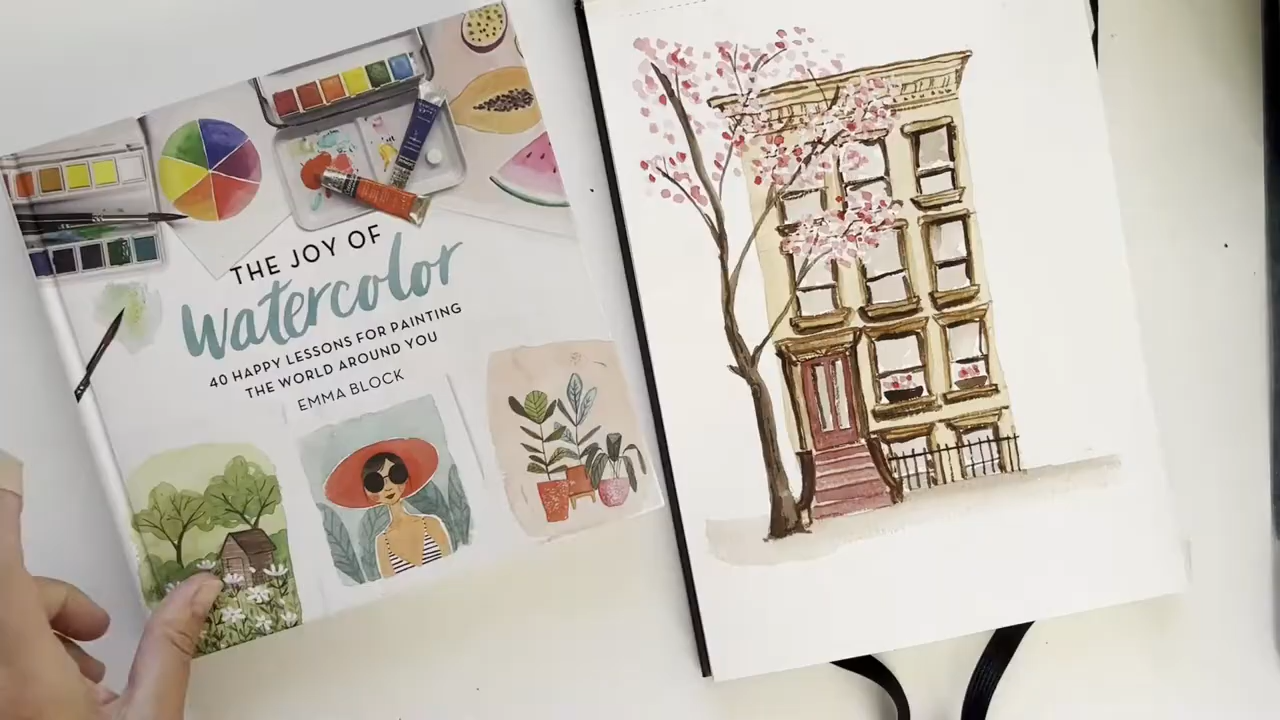 THE JOY OF
Watercolor
40 HAPPY LESSONS FOR PAINTING
THE WORLD AROUND YOU
EMMA BLOCK